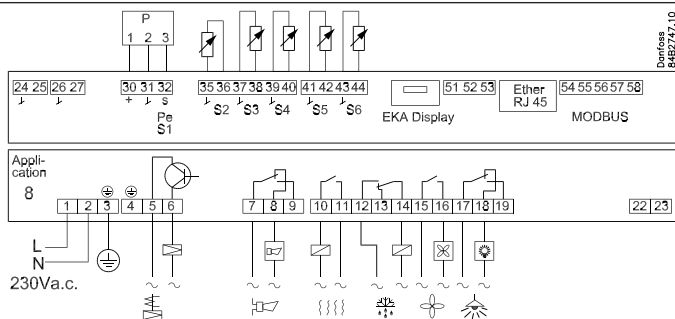 P
1 2 3
Danfoss
84B2747.10
24 25 26 27 30 31 32 35 36 37 38 39 40 41 42 43 44 51 52 53 54 55 56 57 58
+ s S2 S3 S4 S5 S6
Pe
S1
EKA Display
Ether
RJ 45
MODBUS
Appli-
cation
8
1 2 3 4 5 6 7 8 9 10 11 12 13 14 15 16 17 18 19 22 23
L
N
230Va.c.